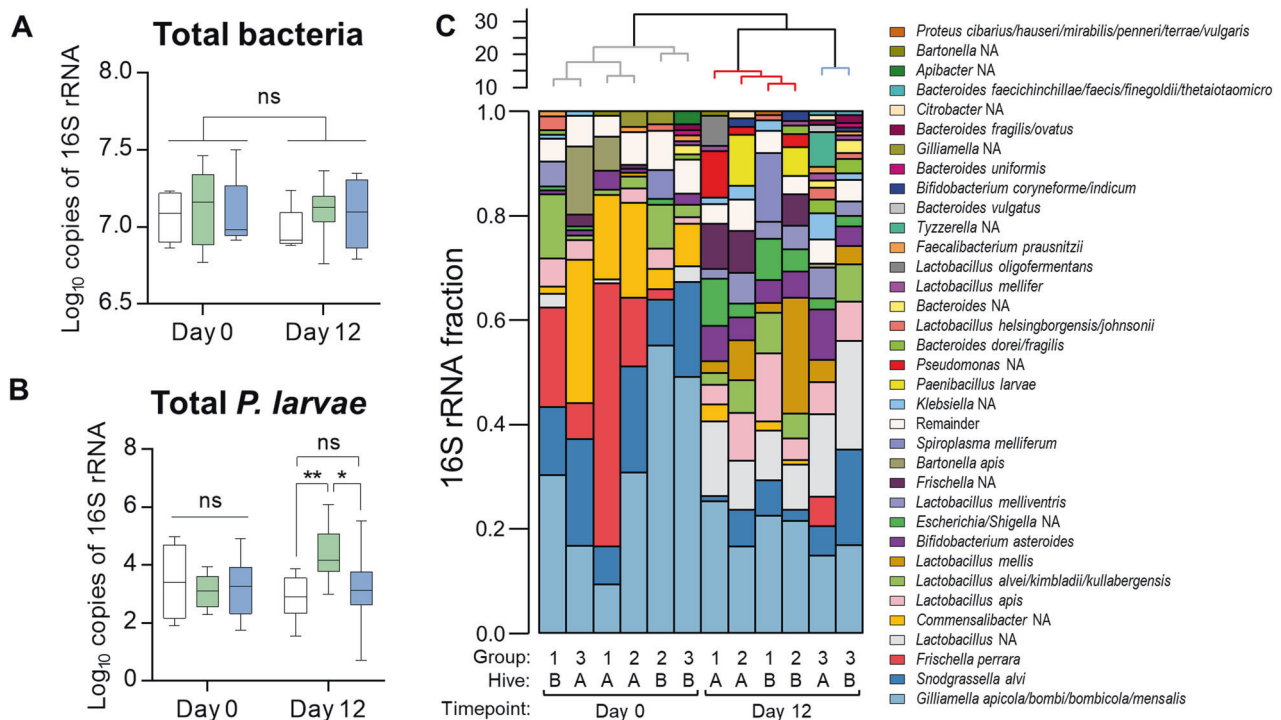 A
Total bacteria
Log10 copies of 16S rRNA
8.0
7.5
7.0
6.5
ns
Day 0
Day 12
B
Total P. larvae
Log10 copies of 16S rRNA
8
6
4
2
0
ns
ns
**
*
Day 0
Day 12
C
30
20
10
16S rRNA fraction
1.0
0.8
0.6
0.4
0.2
0.0
Group: 1 3 1 2 2 3 1 2 1 2 3 3
Hive: B A A A B B A A B B A B
Timepoint: Day 0 Day 12
Proteus cibarius/hauseri/mirabilis/penneri/terrae/vulgaris
Bartonella NA
Apibacter NA
Bacteroides faecichinchillae/faecis/finegoldii/thetaiotaomicro
Citrobacter NA
Bacteroides fragilis/ovatus
Gilliamella NA
Bacteroides uniformis
Bifidobacterium coryneforme/indicum
Bacteroides vulgatus
Tyzzerella NA
Faecalibacterium prausnitzii
Lactobacillus oligofermentans
Lactobacillus mellifer
Bacteroides NA
Lactobacillus helsingborgensis/johnsonii
Bacteroides dorei/fragilis
Pseudomonas NA
Paenibacillus larvae
Klebsiella NA
Remainder
Spiroplasma melliferum
Bartonella apis
Frischella NA
Lactobacillus melliventris
Escherichia/Shigella NA
Bifidobacterium asteroides
Lactobacillus mellis
Lactobacillus alvei/kimbladii/kullabergensis
Lactobacillus apis
Commensalibacter NA
Lactobacillus NA
Frischella perrara
Snodgrassella alvi
Gilliamella apicola/bombi/bombicola/mensalis